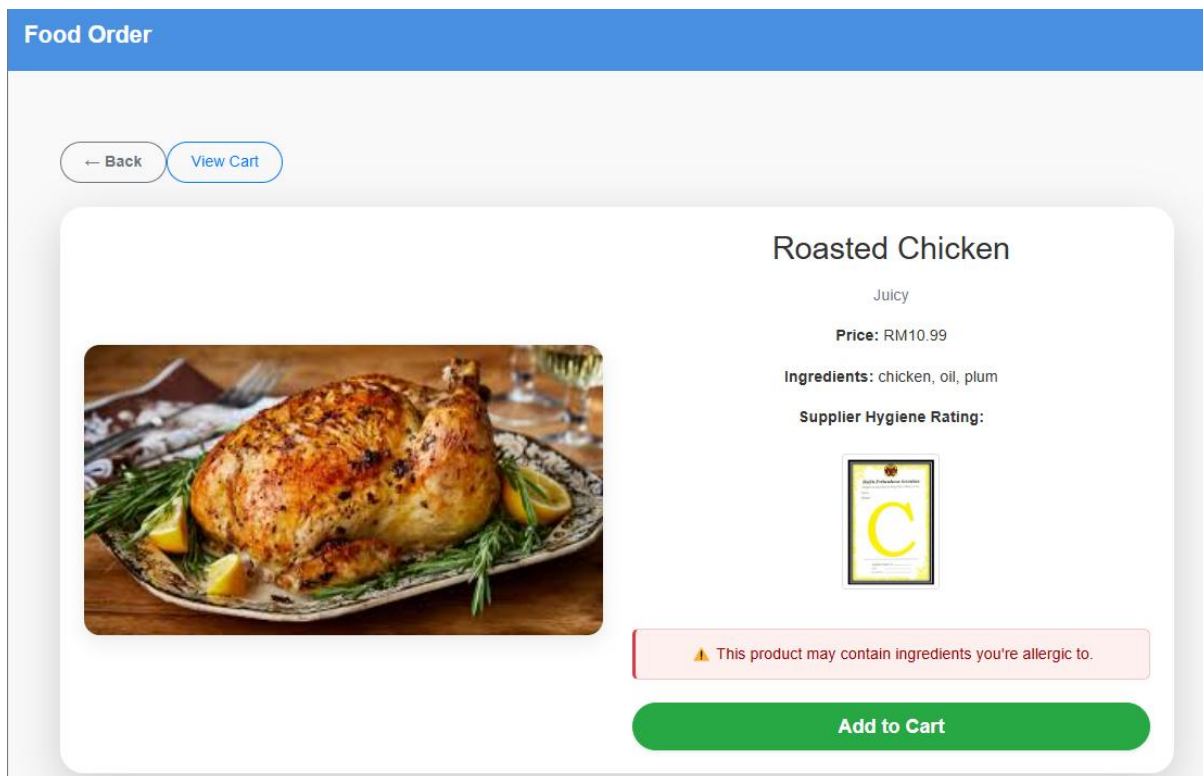 Food Order
← Back
View Cart
Roasted Chicken
Juicy
Price: RM10.99
Ingredients: chicken, oil, plum
Supplier Hygiene Rating:
C
⚠ This product may contain ingredients you're allergic to.
Add to Cart